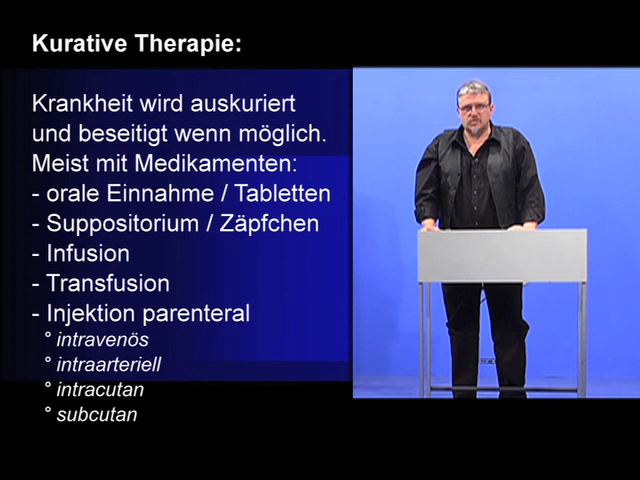 Kurative Therapie:
Krankheit wird auskuriert
und beseitigt wenn möglich.
Meist mit Medikamenten:
- orale Einnahme / Tabletten
- Suppositorium / Zäpfchen
- Infusion
- Transfusion
- Injektion parenteral
° intravenös
° intraarteriell
° intracutan
° subcutan